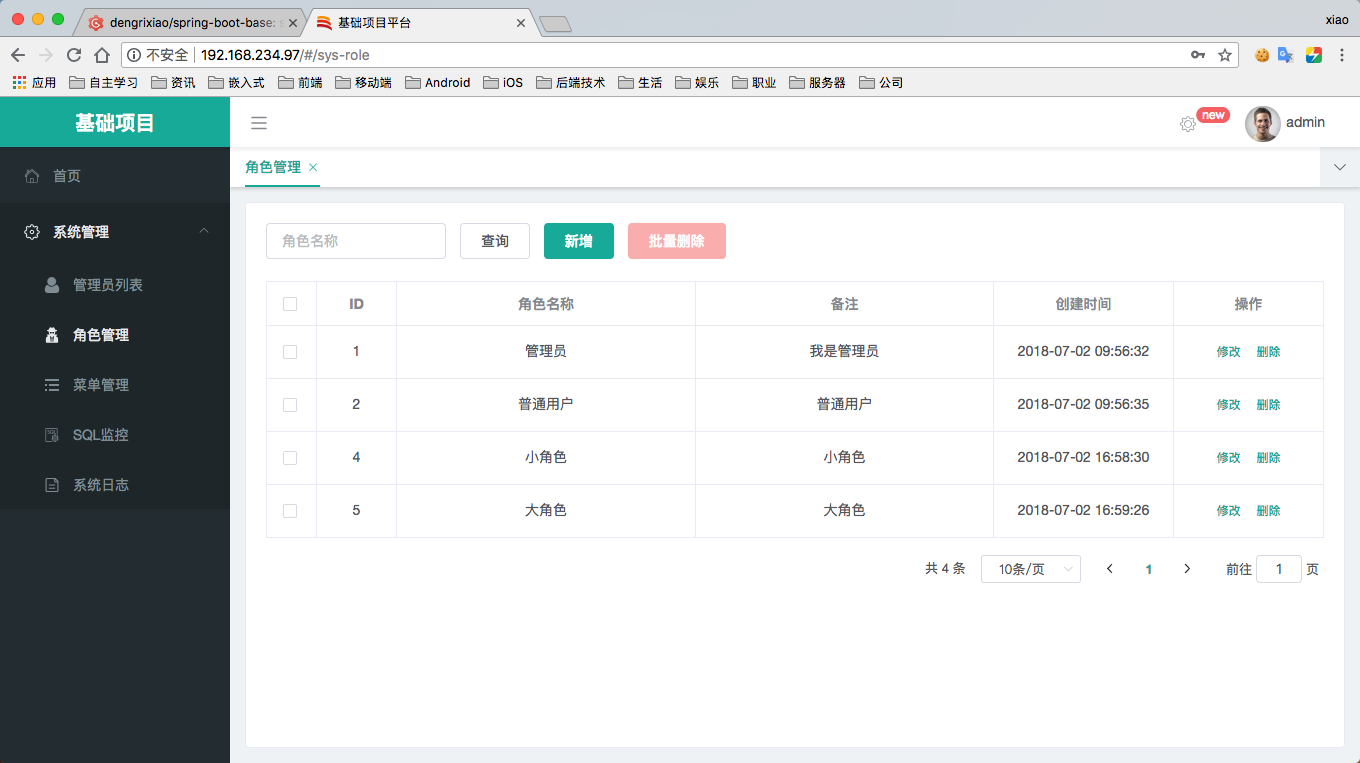 dengrixiao/spring-boot-base: 基础项目平台 xiao
不安全 192.168.234.97/#/sys-role
应用 自主学习 资讯 嵌入式 前端 移动端 Android iOS 后端技术 生活 娱乐 职业 服务器 公司
基础项目 new admin
首页 角色管理
系统管理
管理员列表
角色管理
菜单管理
SQL监控
系统日志
角色名称 查询 新增 批量删除
ID 角色名称 备注 创建时间 操作
1 管理员 我是管理员 2018-07-02 09:56:32 修改 删除
2 普通用户 普通用户 2018-07-02 09:56:35 修改 删除
4 小角色 小角色 2018-07-02 16:58:30 修改 删除
5 大角色 大角色 2018-07-02 16:59:26 修改 删除
共 4 条 10条/页 1 前往 1 页